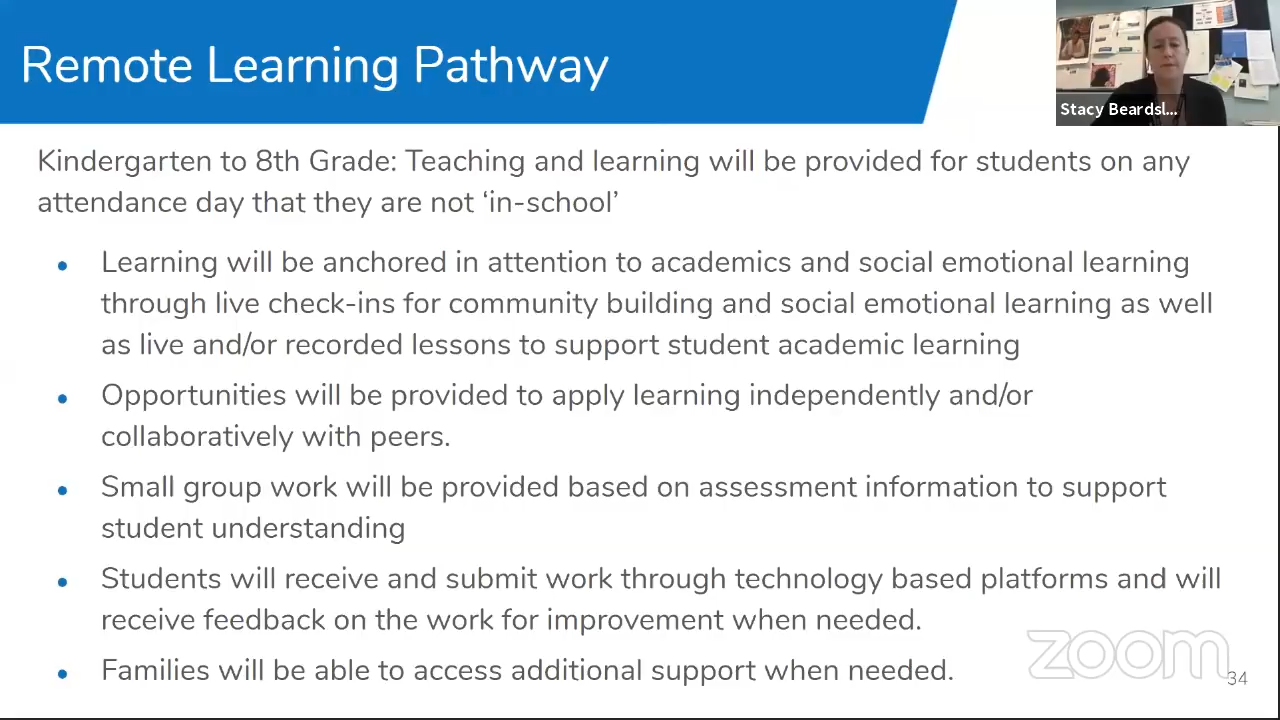 Remote Learning Pathway
Stacy Beardsl...
Kindergarten to 8th Grade: Teaching and learning will be provided for students on any
attendance day that they are not ‘in-school’
• Learning will be anchored in attention to academics and social emotional learning
through live check-ins for community building and social emotional learning as well
as live and/or recorded lessons to support student academic learning
• Opportunities will be provided to apply learning independently and/or
collaboratively with peers.
• Small group work will be provided based on assessment information to support
student understanding
• Students will receive and submit work through technology based platforms and will
receive feedback on the work for improvement when needed.
• Families will be able to access additional support when needed.
zoom
34